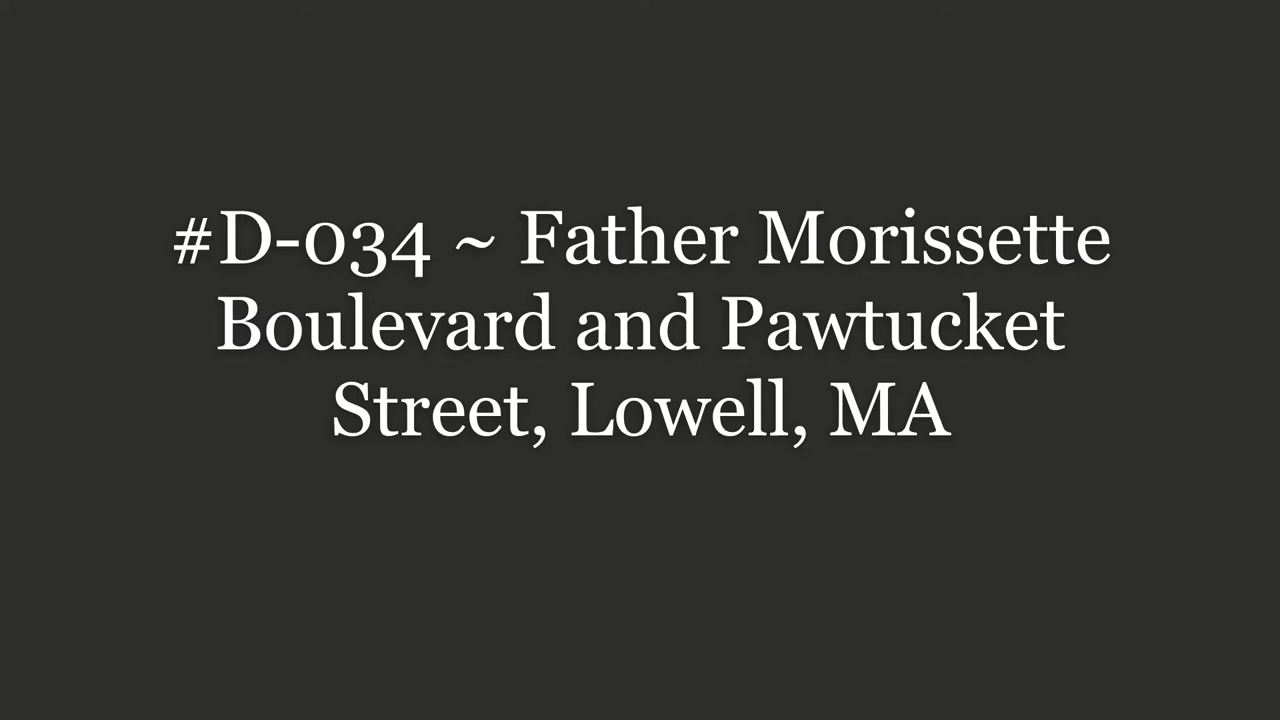 #D-034 ~ Father Morissette
Boulevard and Pawtucket
Street, Lowell, MA